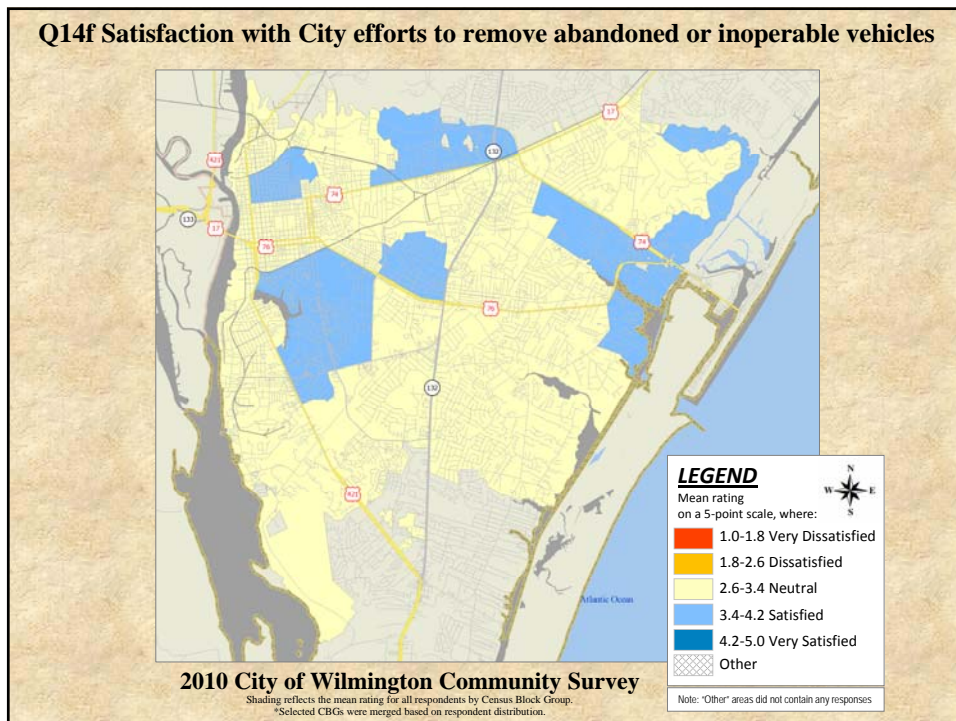 Q14f Satisfaction with City efforts to remove abandoned or inoperable vehicles
17
132
421
74
133
17
76
74
76
132
421
Atlantic Ocean
LEGEND
Mean rating
on a 5-point scale, where:
N
W E
S
1.0-1.8 Very Dissatisfied
1.8-2.6 Dissatisfied
2.6-3.4 Neutral
3.4-4.2 Satisfied
4.2-5.0 Very Satisfied
Other
2010 City of Wilmington Community Survey
Shading reflects the mean rating for all respondents by Census Block Group.
*Selected CBGs were merged based on respondent distribution.
Note: "Other" areas did not contain any responses